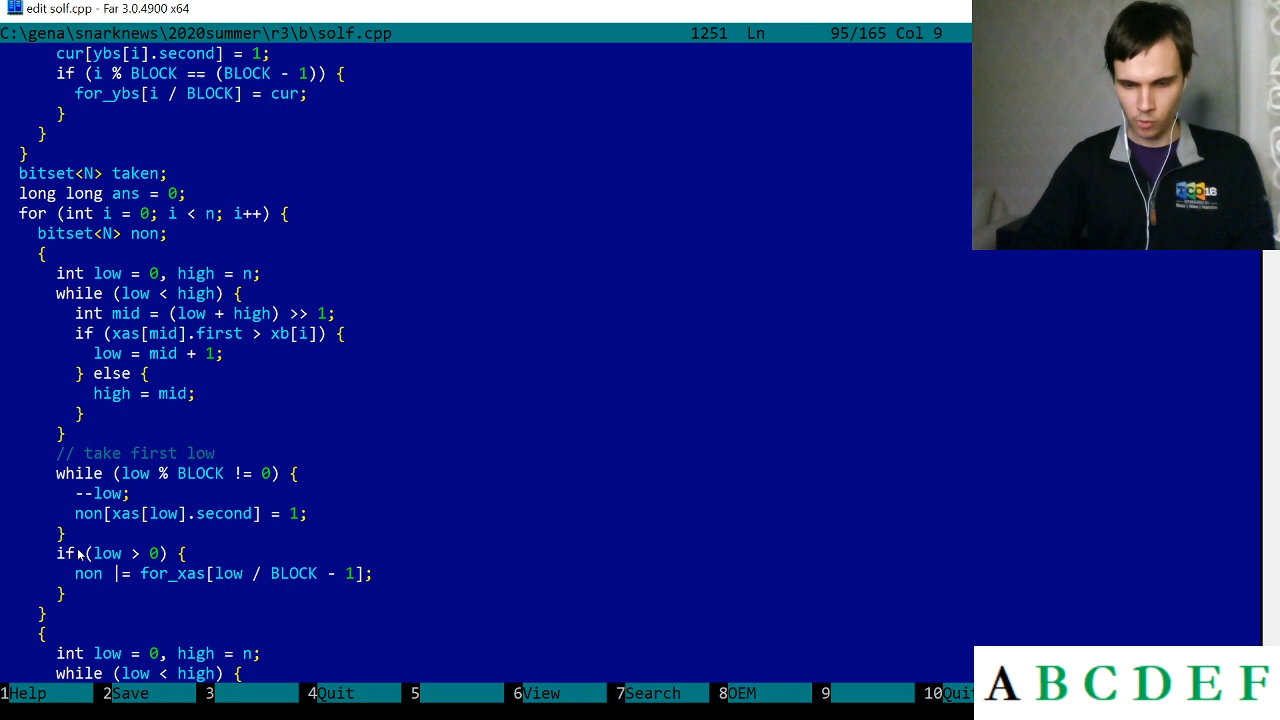 edit solf.cpp - Far 3.0.4900 x64
C:\gena\snarknews\2020summer\r3\b\solf.cpp 1251 Ln 95/165 Col 9
cur[ybs[i].second] = 1;
if (i % BLOCK == (BLOCK - 1)) {
for_ybs[i / BLOCK] = cur;
}
}
}
bitset<N> taken;
long long ans = 0;
for (int i = 0; i < n; i++) {
bitset<N> non;
{
int low = 0, high = n;
while (low < high) {
int mid = (low + high) >> 1;
if (xas[mid].first > xb[i]) {
low = mid + 1;
} else {
high = mid;
}
}
// take first low
while (low % BLOCK != 0) {
--low;
non[xas[low].second] = 1;
}
if (low > 0) {
non |= for_xas[low / BLOCK - 1];
}
}
{
int low = 0, high = n;
while (low < high) {
1Help 2Save 3 4Quit 5 6View 7Search 8OEM 9 10Qui
A B C D E F